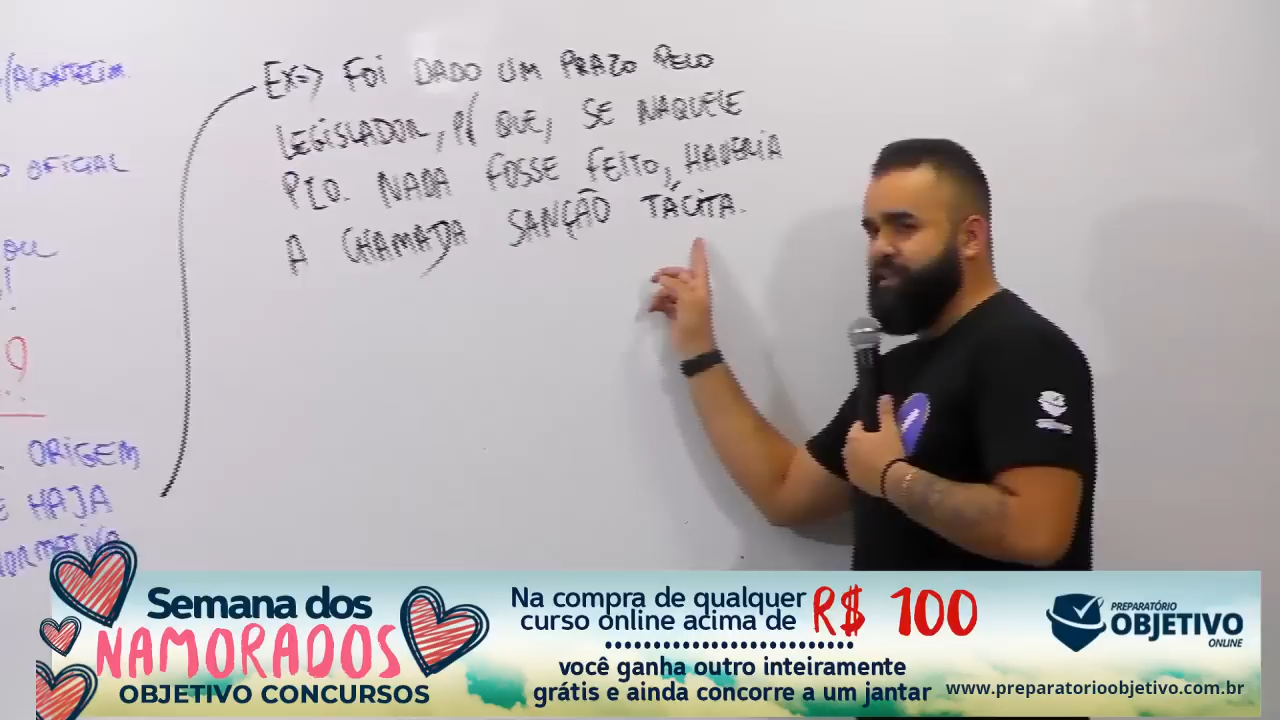 /ACONTECIM.
O OFICIAL
OU
!
ORIGEM
E HAJA
NORMATIVA
EX=> FOI DADO UM PRAZO PELO
LEGISLADOR, P/ QUE, SE NAQUELE
PZO. NADA FOSSE FEITO, HAVERIA
A CHAMADA SANÇÃO TÁCITA.
Semana dos
NAMORADOS
OBJETIVO CONCURSOS
Na compra de qualquer
curso online acima de R$ 100
você ganha outro inteiramente
grátis e ainda concorre a um jantar
PREPARATÓRIO
OBJETIVO
ONLINE
www.preparatorioobjetivo.com.br